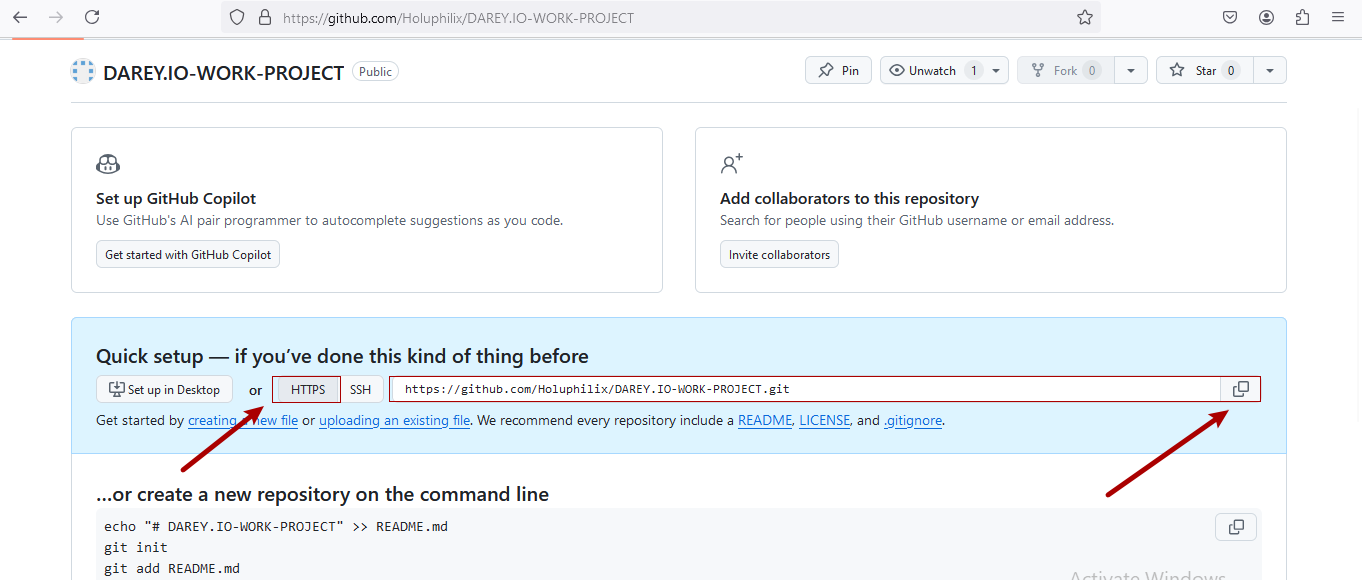 https://github.com/Holuphilix/DAREY.IO-WORK-PROJECT
DAREY.IO-WORK-PROJECT Public
Pin Unwatch 1 Fork 0 Star 0
Set up GitHub Copilot
Use GitHub's AI pair programmer to autocomplete suggestions as you code.
Get started with GitHub Copilot
Add collaborators to this repository
Search for people using their GitHub username or email address.
Invite collaborators
Quick setup — if you've done this kind of thing before
Set up in Desktop or HTTPS SSH https://github.com/Holuphilix/DAREY.IO-WORK-PROJECT.git
Get started by creating a new file or uploading an existing file. We recommend every repository include a README, LICENSE, and .gitignore.
…or create a new repository on the command line
echo "# DAREY.IO-WORK-PROJECT" >> README.md
git init
git add README.md
Activate Windows